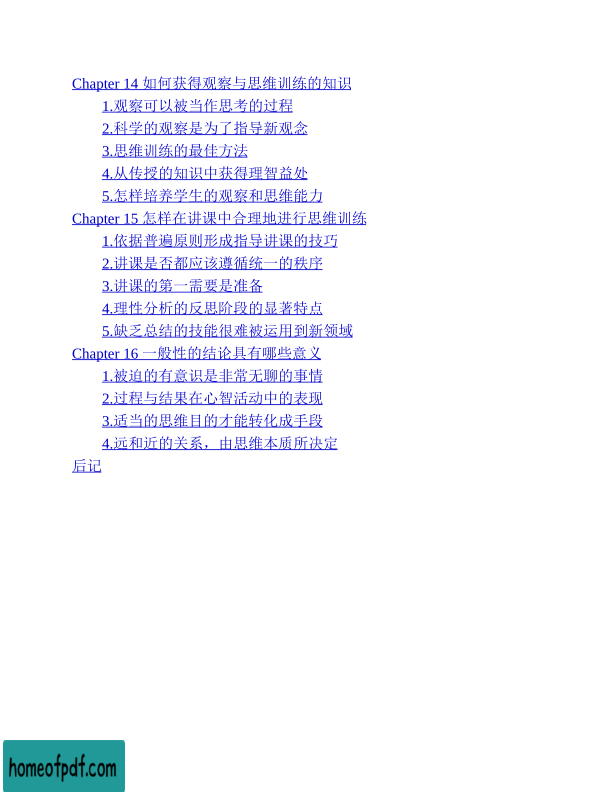 Chapter 14 如何获得观察与思维训练的知识
1.观察可以被当作思考的过程
2.科学的观察是为了指导新观念
3.思维训练的最佳方法
4.从传授的知识中获得理智益处
5.怎样培养学生的观察和思维能力
Chapter 15 怎样在讲课中合理地进行思维训练
1.依据普遍原则形成指导讲课的技巧
2.讲课是否都应该遵循统一的秩序
3.讲课的第一需要是准备
4.理性分析的反思阶段的显著特点
5.缺乏总结的技能很难被运用到新领域
Chapter 16 一般性的结论具有哪些意义
1.被迫的有意识是非常无聊的事情
2.过程与结果在心智活动中的表现
3.适当的思维目的才能转化成手段
4.远和近的关系，由思维本质所决定
后记
homeofpdf.com